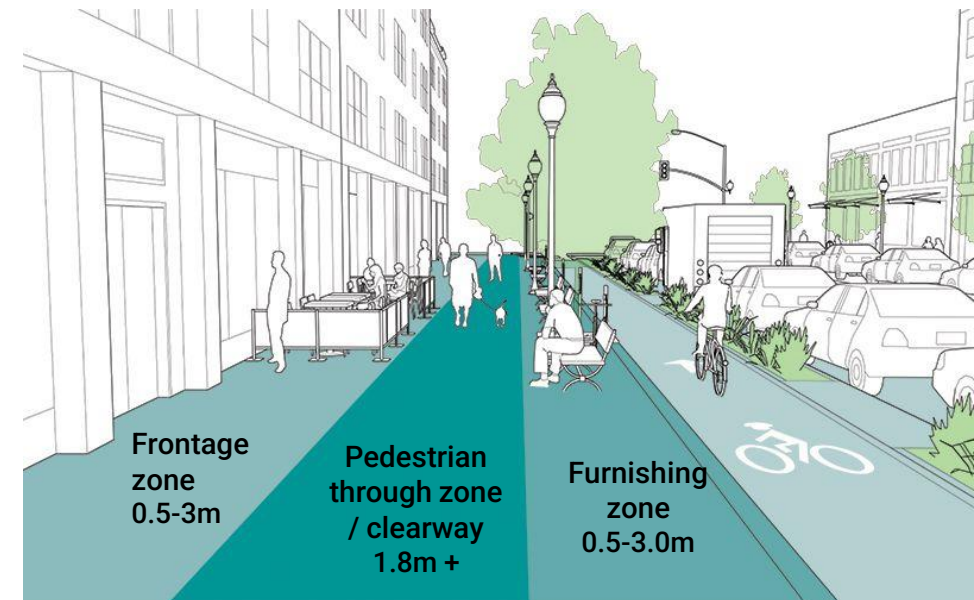 Frontage
zone
0.5-3m
Pedestrian
through zone
/ clearway
1.8m +
Furnishing
zone
0.5-3.0m